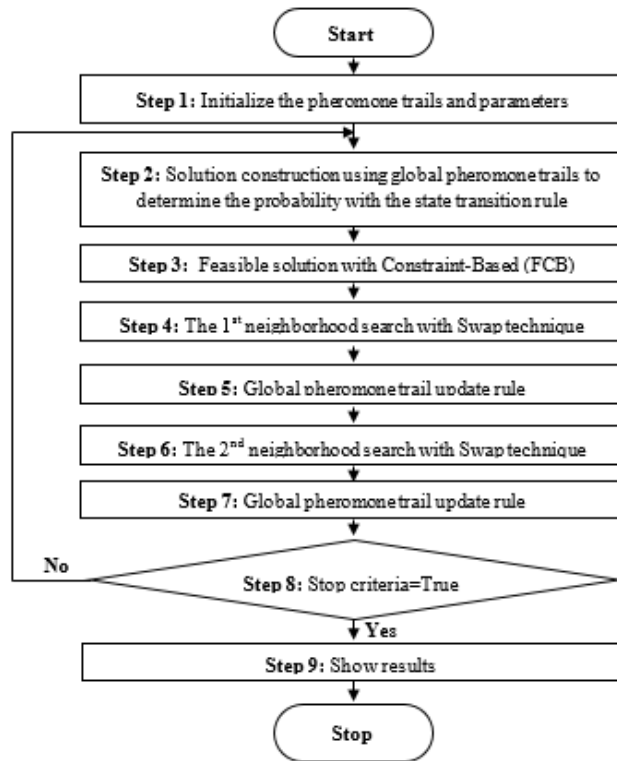 Start
Step 1: Initialize the pheromone trails and parameters
Step 2: Solution construction using global pheromone trails to
determine the probability with the state transition rule
Step 3: Feasible solution with Constraint-Based (FCB)
Step 4: The 1st neighborhood search with Swap technique
Step 5: Global pheromone trail update rule
Step 6: The 2nd neighborhood search with Swap technique
Step 7: Global pheromone trail update rule
No
Step 8: Stop criteria=True
Yes
Step 9: Show results
Stop